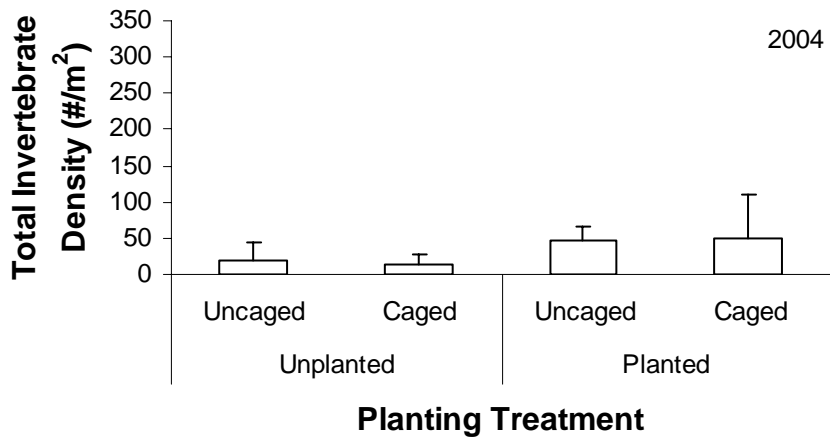 Total Invertebrate
Density (#/m²)
350
300
250
200
150
100
50
0
2004
Uncaged Caged Uncaged Caged
Unplanted Planted
Planting Treatment